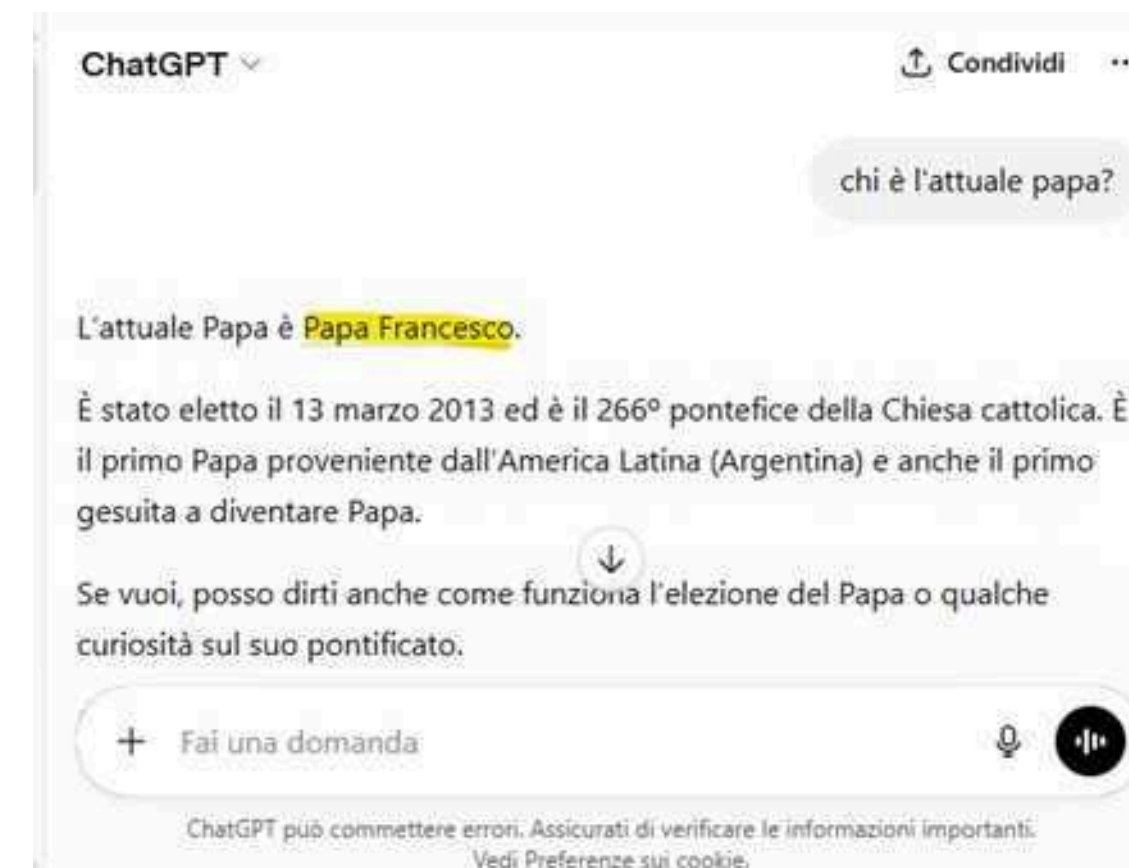 ChatGPT
Condividi
chi è l'attuale papa?
L'attuale Papa è Papa Francesco.
È stato eletto il 13 marzo 2013 ed è il 266º pontefice della Chiesa cattolica. È
il primo Papa proveniente dall'America Latina (Argentina) e anche il primo
gesuita a diventare Papa.
Se vuoi, posso dirti anche come funziona l'elezione del Papa o qualche
curiosità sul suo pontificato.
Fai una domanda
ChatGPT può commettere errori. Assicurati di verificare le informazioni importanti.
Vedi Preferenze sui cookie.